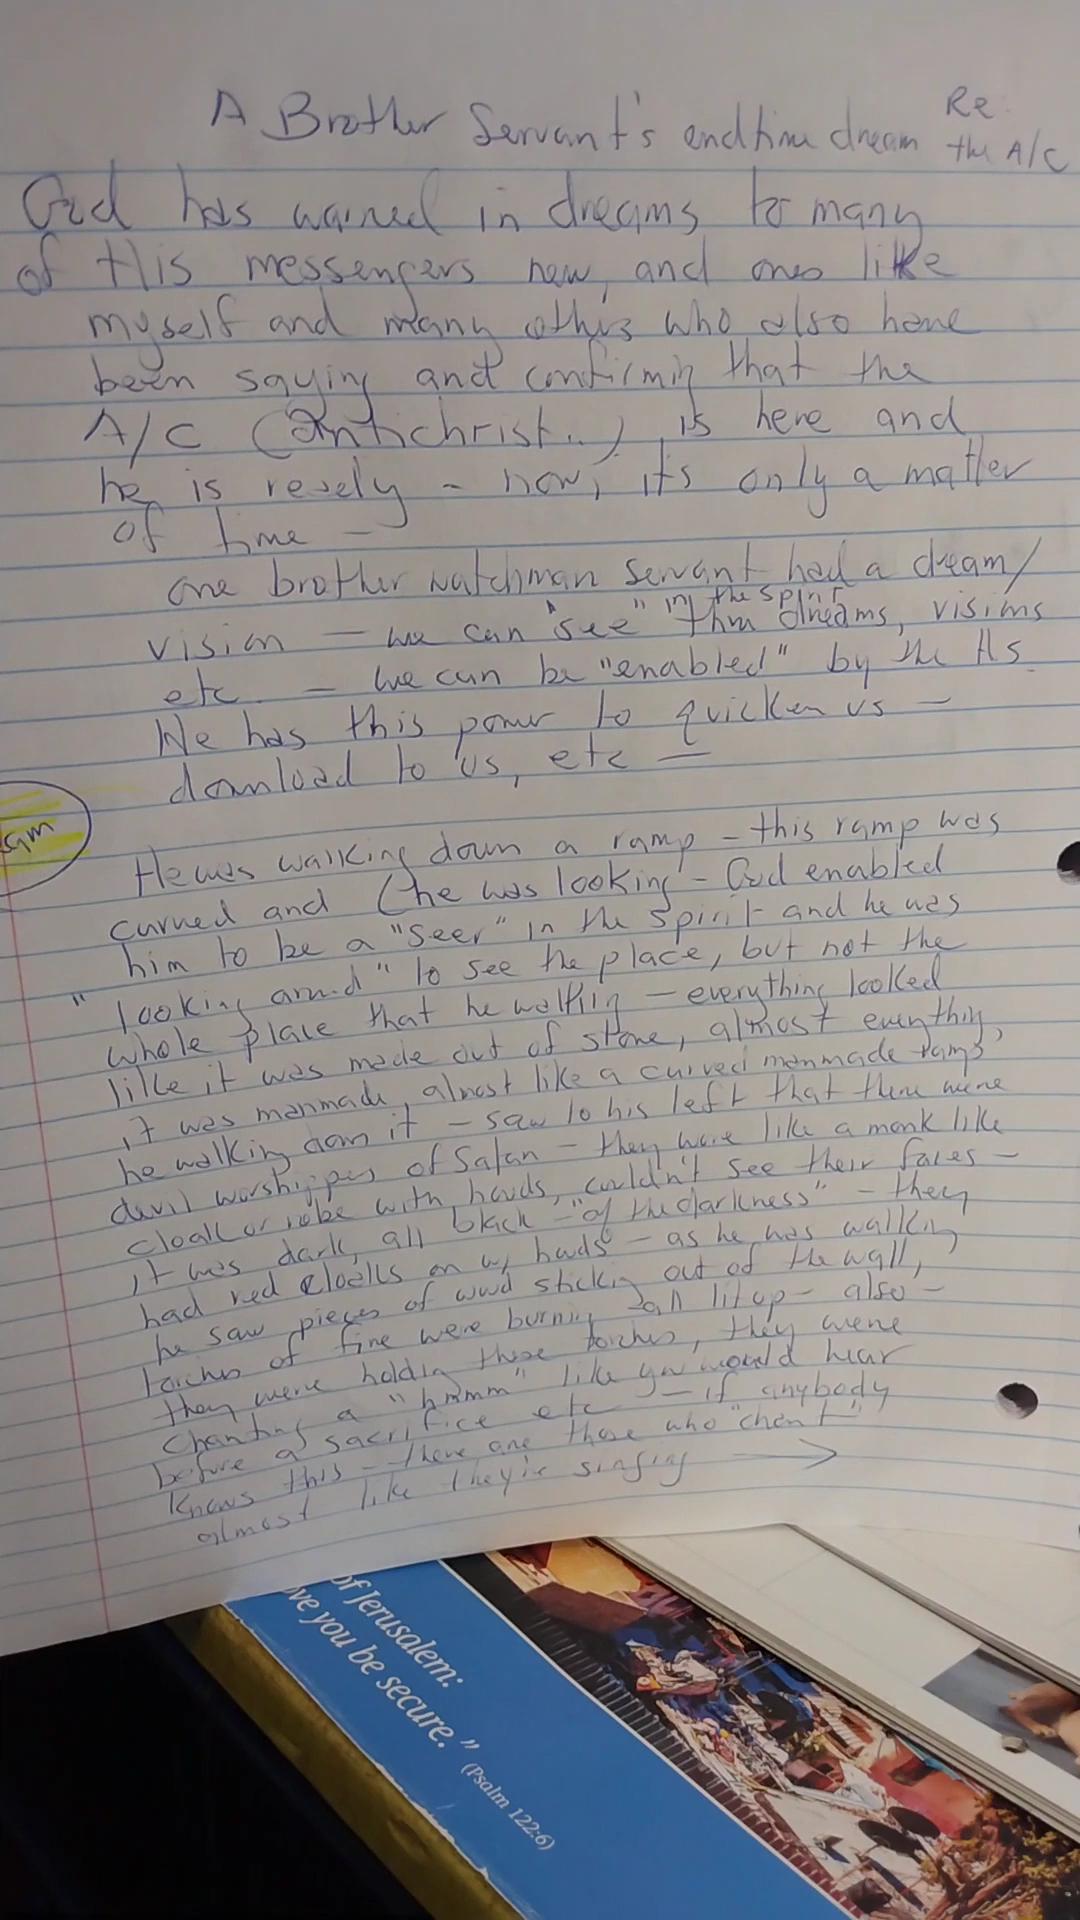 A Brother Servant's endtime dream Re: the A/C
God has warned in dreams, to many
of His messengers now, and ones like
myself and many others who also have
been saying and confirming that the
A/C (Antichrist..) is here and
he is ready - now, it's only a matter
of time -
one brother watchman servant had a dream/
vision - we can "see" in the spirit thru dreams, visions
etc. - we can be "enabled" by the HS.
He has this power to quicken us -
download to us, etc -
He was walking down a ramp - this ramp was
curved and (he was looking - God enabled
him to be a "seer" in the spirit and he was
"looking around" to see the place, but not the
whole place that he walking - everything looked
like it was made out of stone, almost everything,
it was manmade, almost like a curved manmade ramp
he walking down it - saw to his left that there were
devil worshippers of Satan - they were like a monk like
cloak or robe with hoods, couldn't see their faces -
it was dark, all black - "of the darkness" - they
had red cloaks on w/ hoods - as he was walking
he saw pieces of wood sticking out of the wall,
torches of fire were burning all lit up - also -
they were holding these torches, they were
chanting a "hmmm" like you would hear
before a sacrifice etc - if anybody
knows this - there are those who "chant"
almost like they're singing →
of Jerusalem:
ove you be secure."
(Psalm 122:6)